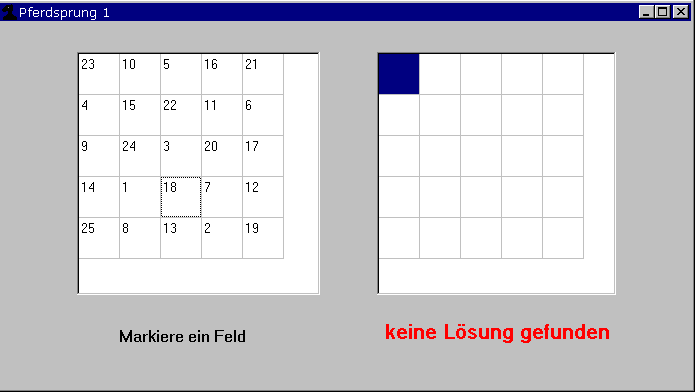 Pferdsprung 1
23 10 5 16 21
4 15 22 11 6
9 24 3 20 17
14 1 18 7 12
25 8 13 2 19
Markiere ein Feld
keine Lösung gefunden